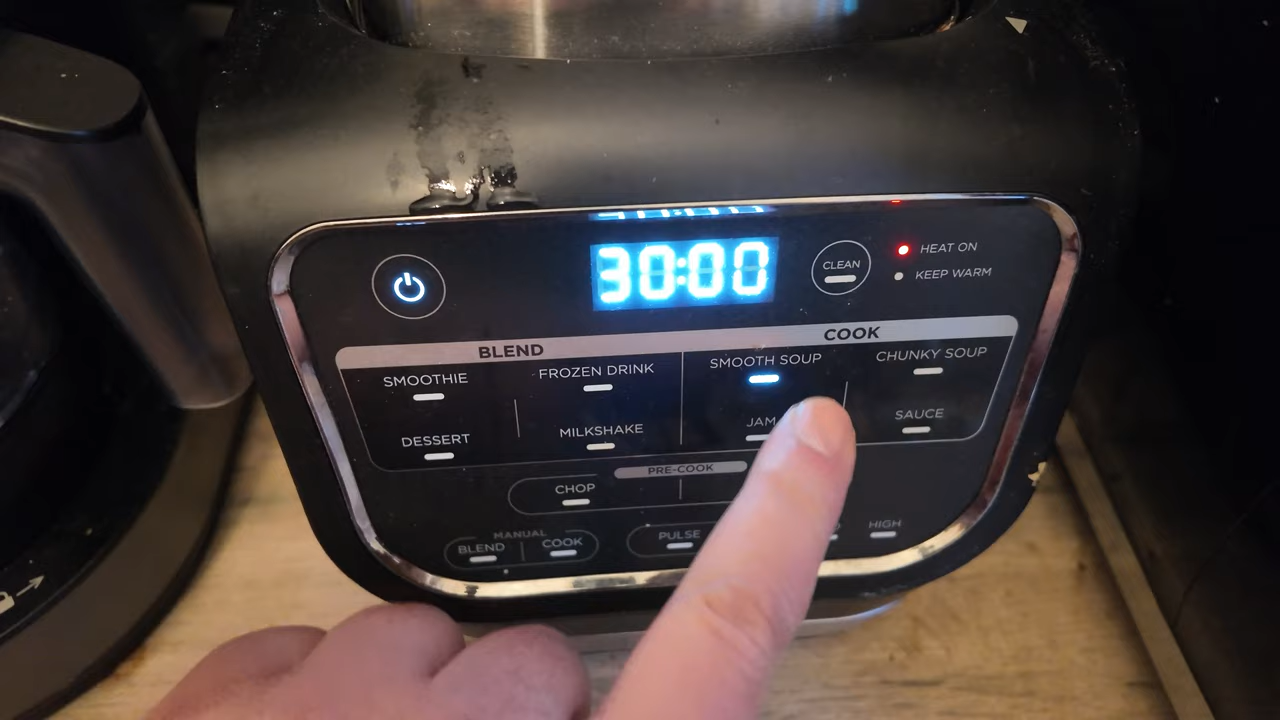 30:00
CLEAN
HEAT ON
KEEP WARM
BLEND
COOK
SMOOTHIE
FROZEN DRINK
SMOOTH SOUP
CHUNKY SOUP
DESSERT
MILKSHAKE
JAM
SAUCE
PRE-COOK
CHOP
MANUAL
BLEND
COOK
PULSE
HIGH